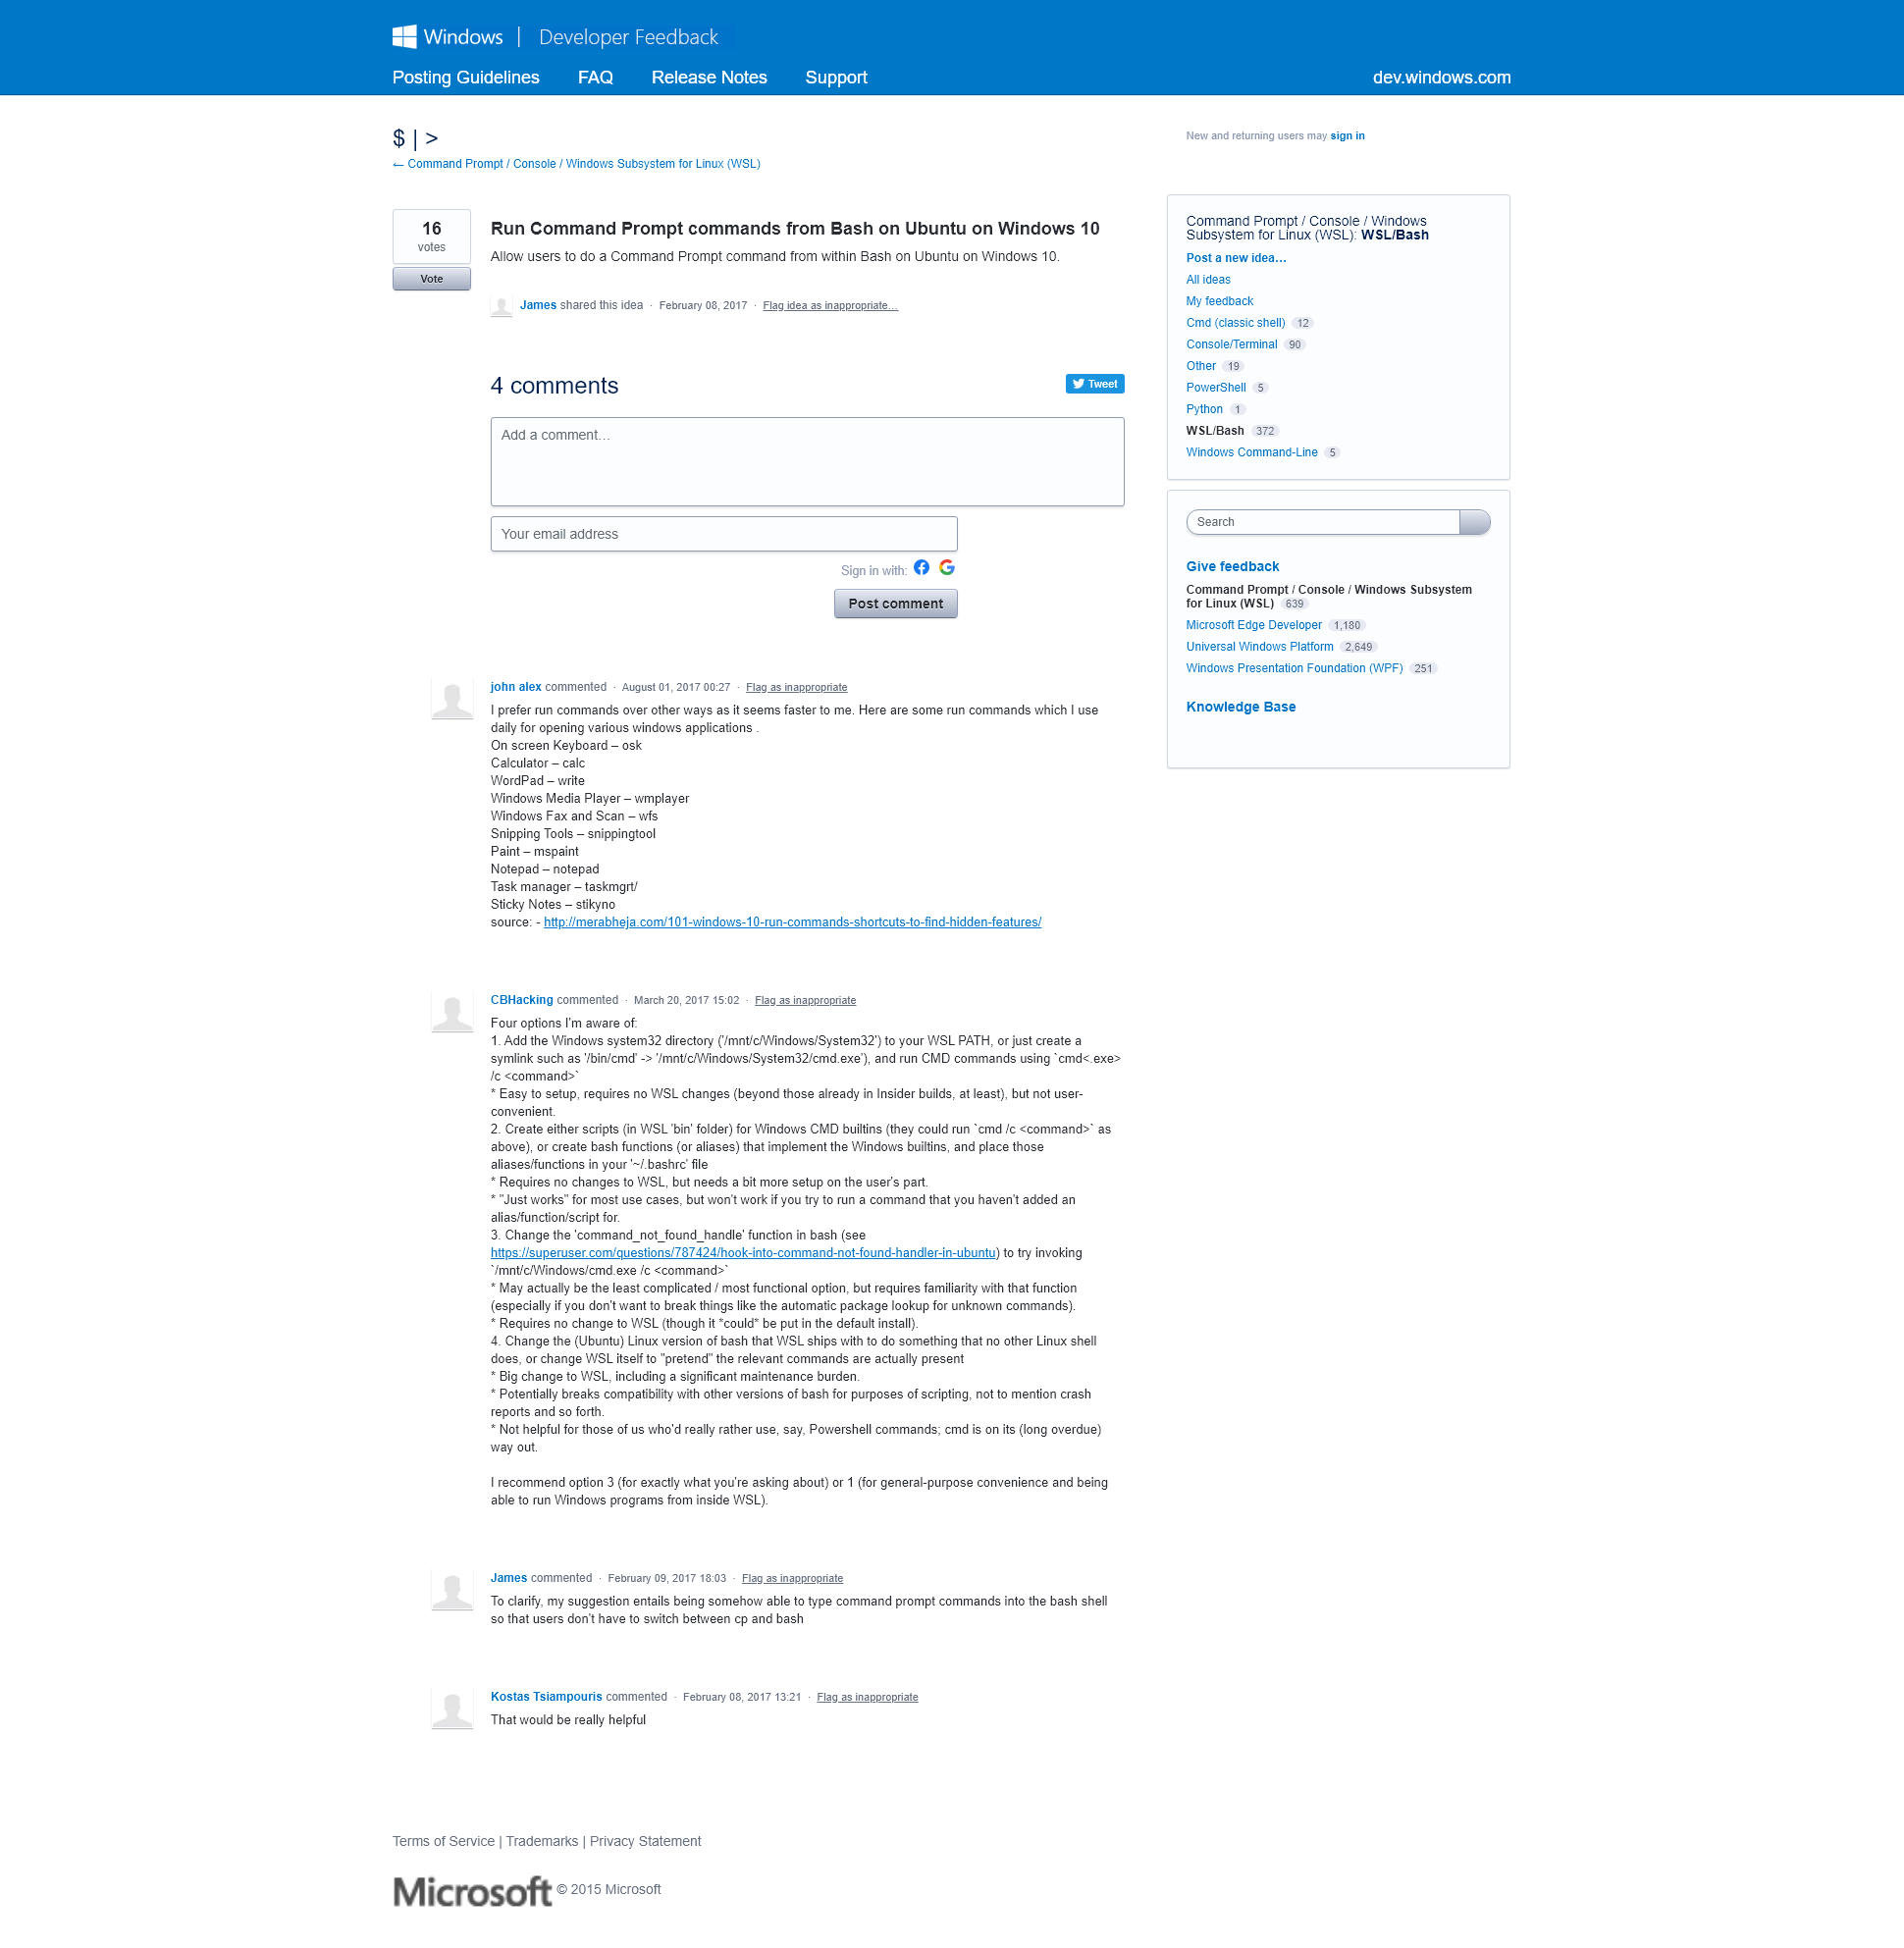 Windows | Developer Feedback
Posting Guidelines FAQ Release Notes Support dev.windows.com
$ | >
← Command Prompt / Console / Windows Subsystem for Linux (WSL)
New and returning users may sign in
16
votes
Vote
Run Command Prompt commands from Bash on Ubuntu on Windows 10
Allow users to do a Command Prompt command from within Bash on Ubuntu on Windows 10.
James shared this idea · February 08, 2017 · Flag idea as inappropriate…
4 comments
Tweet
Add a comment…
Your email address
Sign in with:
Post comment
john alex commented · August 01, 2017 00:27 · Flag as inappropriate
I prefer run commands over other ways as it seems faster to me. Here are some run commands which I use
daily for opening various windows applications .
On screen Keyboard – osk
Calculator – calc
WordPad – write
Windows Media Player – wmplayer
Windows Fax and Scan – wfs
Snipping Tools – snippingtool
Paint – mspaint
Notepad – notepad
Task manager – taskmgrt/
Sticky Notes – stikyno
source: - http://merabheja.com/101-windows-10-run-commands-shortcuts-to-find-hidden-features/
CBHacking commented · March 20, 2017 15:02 · Flag as inappropriate
Four options I'm aware of:
1. Add the Windows system32 directory ('/mnt/c/Windows/System32') to your WSL PATH, or just create a
symlink such as '/bin/cmd' -> '/mnt/c/Windows/System32/cmd.exe'), and run CMD commands using `cmd<.exe>
/c <command>`
* Easy to setup, requires no WSL changes (beyond those already in Insider builds, at least), but not user-
convenient.
2. Create either scripts (in WSL 'bin' folder) for Windows CMD builtins (they could run `cmd /c <command>` as
above), or create bash functions (or aliases) that implement the Windows builtins, and place those
aliases/functions in your '~/.bashrc' file
* Requires no changes to WSL, but needs a bit more setup on the user's part.
* "Just works" for most use cases, but won't work if you try to run a command that you haven't added an
alias/function/script for.
3. Change the 'command_not_found_handle' function in bash (see
https://superuser.com/questions/787424/hook-into-command-not-found-handler-in-ubuntu) to try invoking
`/mnt/c/Windows/cmd.exe /c <command>`
* May actually be the least complicated / most functional option, but requires familiarity with that function
(especially if you don't want to break things like the automatic package lookup for unknown commands).
* Requires no change to WSL (though it *could* be put in the default install).
4. Change the (Ubuntu) Linux version of bash that WSL ships with to do something that no other Linux shell
does, or change WSL itself to "pretend" the relevant commands are actually present
* Big change to WSL, including a significant maintenance burden.
* Potentially breaks compatibility with other versions of bash for purposes of scripting, not to mention crash
reports and so forth.
* Not helpful for those of us who'd really rather use, say, Powershell commands; cmd is on its (long overdue)
way out.
I recommend option 3 (for exactly what you're asking about) or 1 (for general-purpose convenience and being
able to run Windows programs from inside WSL).
James commented · February 09, 2017 18:03 · Flag as inappropriate
To clarify, my suggestion entails being somehow able to type command prompt commands into the bash shell
so that users don't have to switch between cp and bash
Kostas Tsiampouris commented · February 08, 2017 13:21 · Flag as inappropriate
That would be really helpful
Command Prompt / Console / Windows
Subsystem for Linux (WSL): WSL/Bash
Post a new idea…
All ideas
My feedback
Cmd (classic shell) 12
Console/Terminal 90
Other 19
PowerShell 5
Python 1
WSL/Bash 372
Windows Command-Line 5
Search
Give feedback
Command Prompt / Console / Windows Subsystem
for Linux (WSL) 639
Microsoft Edge Developer 1,180
Universal Windows Platform 2,649
Windows Presentation Foundation (WPF) 251
Knowledge Base
Terms of Service | Trademarks | Privacy Statement
Microsoft © 2015 Microsoft